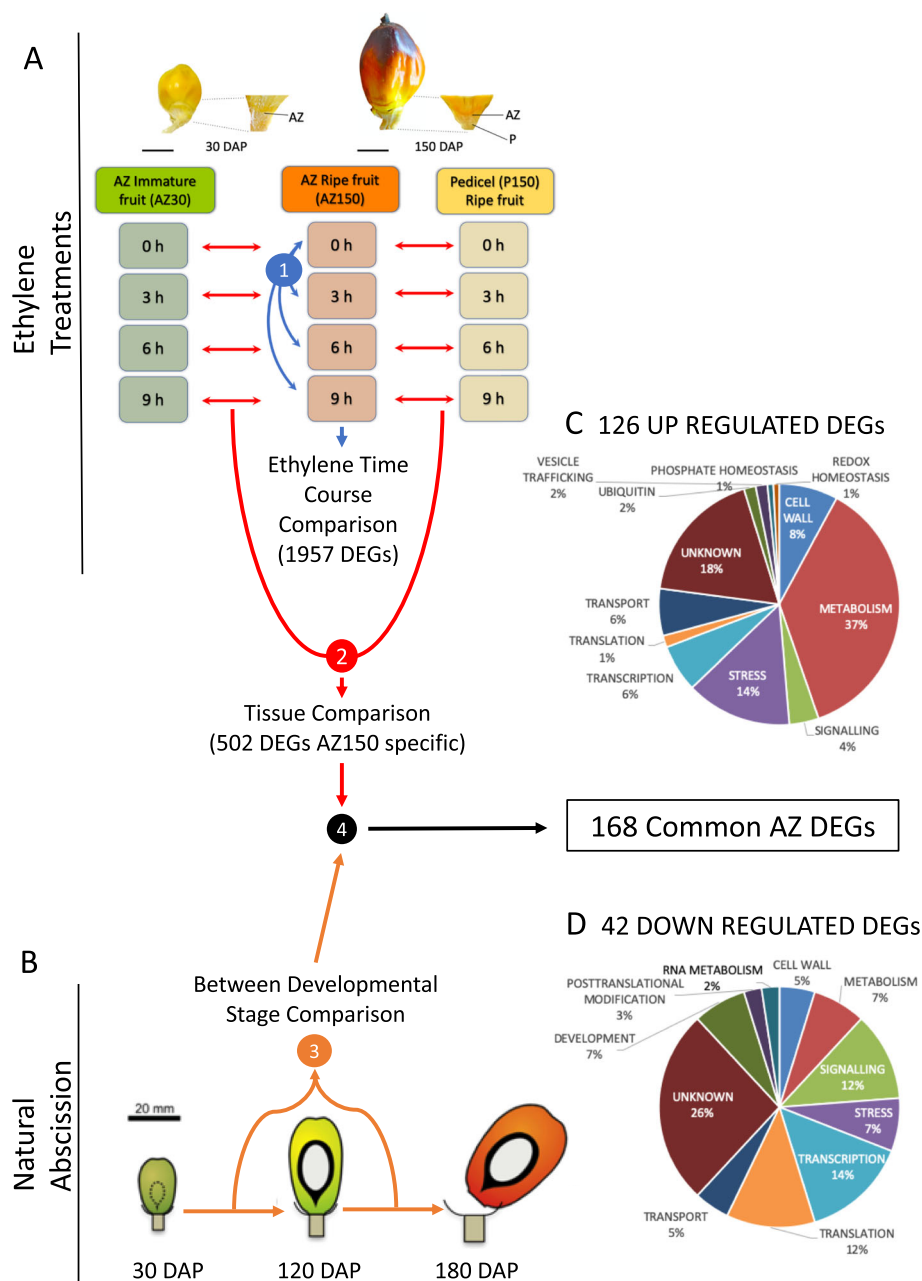 A
AZ
30 DAP
AZ
P
150 DAP
Ethylene
Treatments
AZ Immature
fruit (AZ30)
AZ Ripe fruit
(AZ150)
Pedicel (P150)
Ripe fruit
0 h
0 h
0 h
1
3 h
3 h
3 h
6 h
6 h
6 h
9 h
9 h
9 h
Ethylene Time
Course
Comparison
(1957 DEGs)
2
Tissue Comparison
(502 DEGs AZ150 specific)
4
168 Common AZ DEGs
C 126 UP REGULATED DEGs
VESICLE
TRAFFICKING
2%
UBIQUITIN
2%
PHOSPHATE HOMEOSTASIS
1%
REDOX
HOMEOSTASIS
1%
CELL
WALL
8%
METABOLISM
37%
SIGNALLING
4%
STRESS
14%
TRANSCRIPTION
6%
TRANSLATION
1%
TRANSPORT
6%
UNKNOWN
18%
B
Natural
Abscission
Between Developmental
Stage Comparison
3
20 mm
30 DAP
120 DAP
180 DAP
D 42 DOWN REGULATED DEGs
RNA METABOLISM
2%
CELL WALL
5%
METABOLISM
7%
SIGNALLING
12%
STRESS
7%
TRANSCRIPTION
14%
TRANSLATION
12%
TRANSPORT
5%
UNKNOWN
26%
DEVELOPMENT
7%
POSTTRANSLATIONAL
MODIFICATION
3%